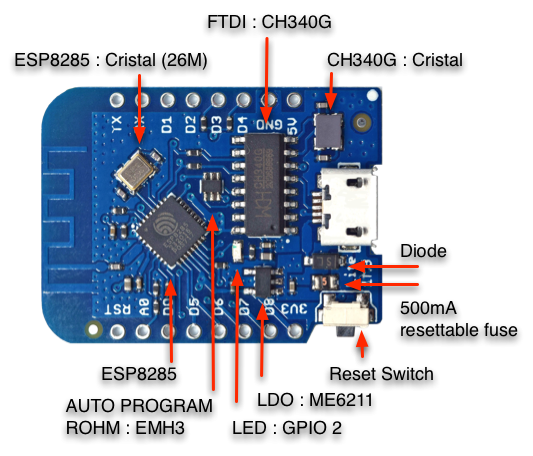 FTDI : CH340G
ESP8285 : Cristal (26M)
CH340G : Cristal
TX
D1
D2
D3
D4
GND
5V
CH340G
Diode
500mA
resettable fuse
RST
A0
D5
D6
D7
D8
3V3
ESP8285
Reset Switch
AUTO PROGRAM
ROHM : EMH3
LDO : ME6211
LED : GPIO 2